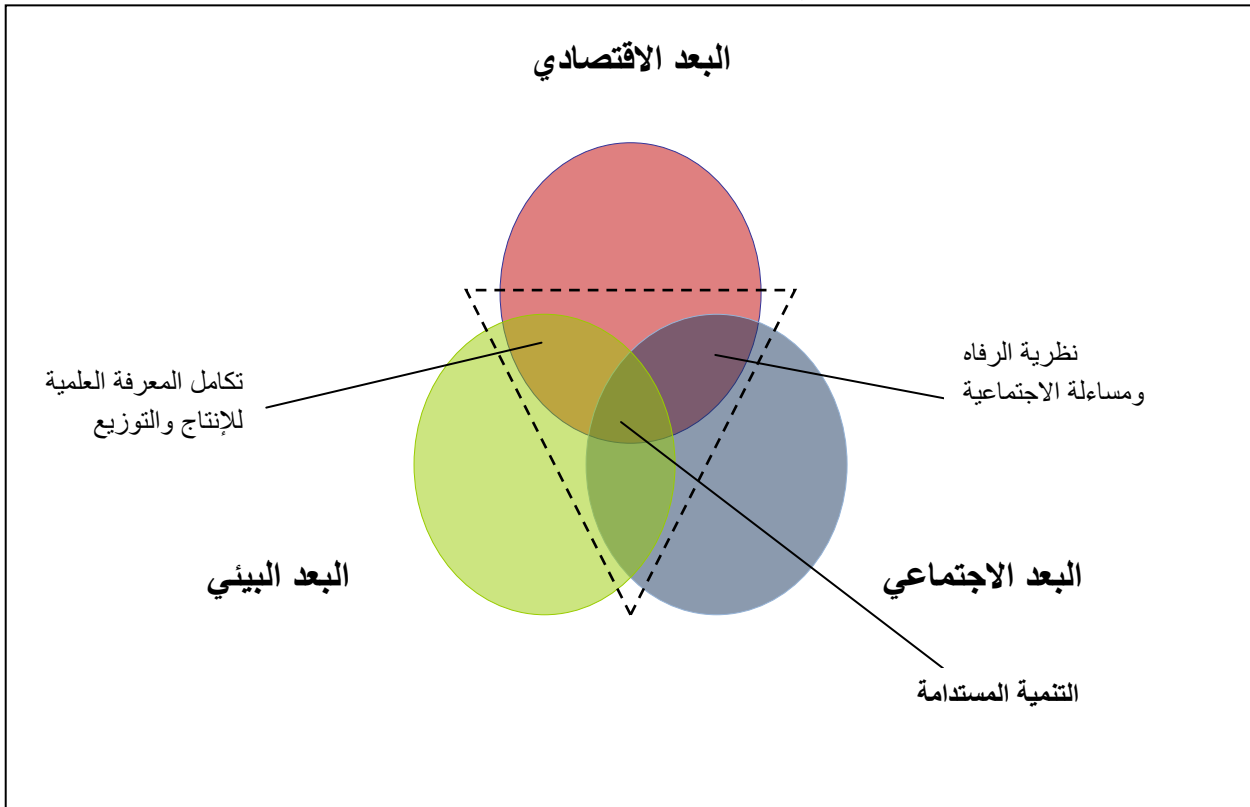 البعد الاقتصادي
نظرية الرفاه
ومساءلة الاجتماعية
تكامل المعرفة العلمية
للإنتاج والتوزيع
البعد الاجتماعي
البعد البيئي
التنمية المستدامة